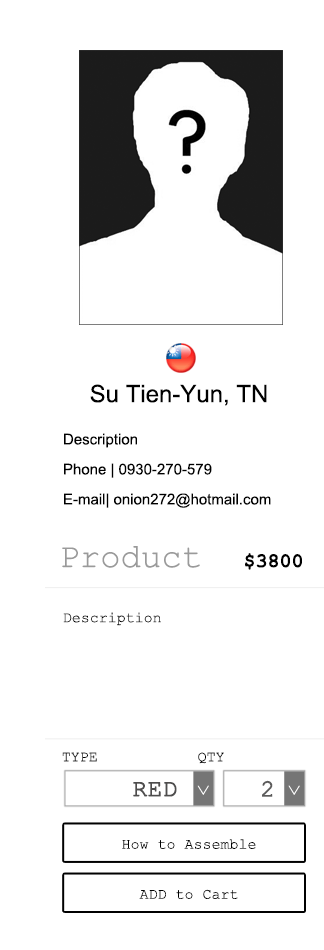 ?
Su Tien-Yun, TN
Description
Phone | 0930-270-579
E-mail| onion272@hotmail.com
Product $3800
Description
TYPE QTY
RED 2
How to Assemble
ADD to Cart